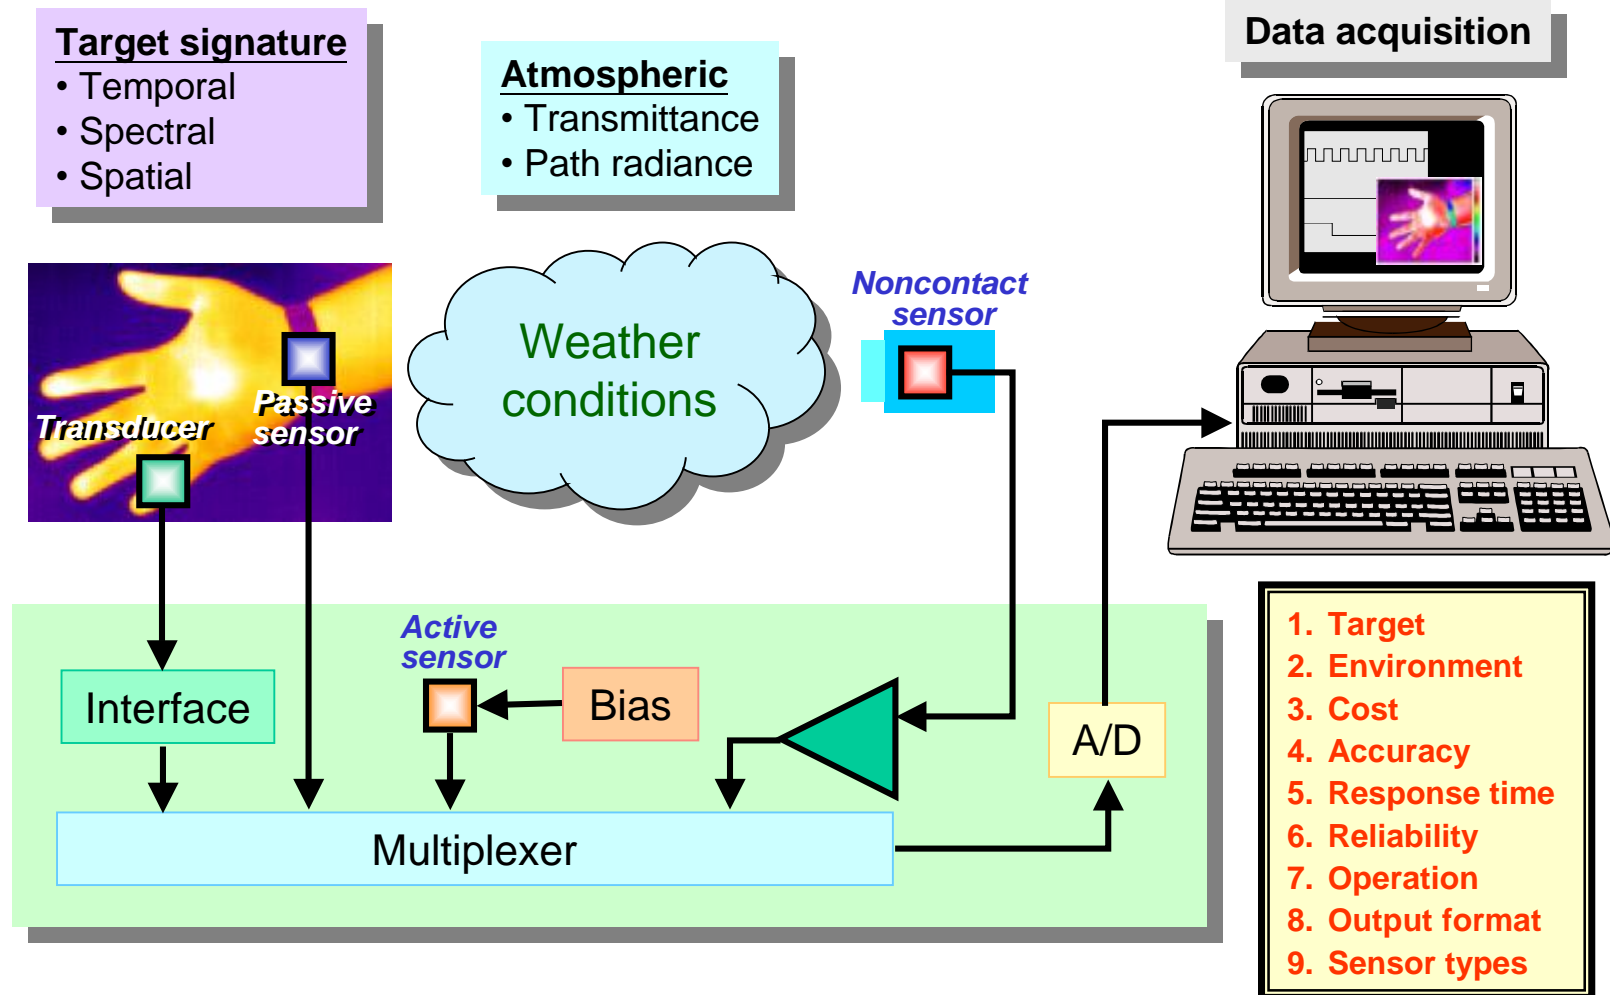 Target signature
• Temporal
• Spectral
• Spatial
Atmospheric
• Transmittance
• Path radiance
Data acquisition
Noncontact
sensor
Weather
conditions
Passive
sensor
Transducer
Active
sensor
Interface
Bias
A/D
Multiplexer
1. Target
2. Environment
3. Cost
4. Accuracy
5. Response time
6. Reliability
7. Operation
8. Output format
9. Sensor types